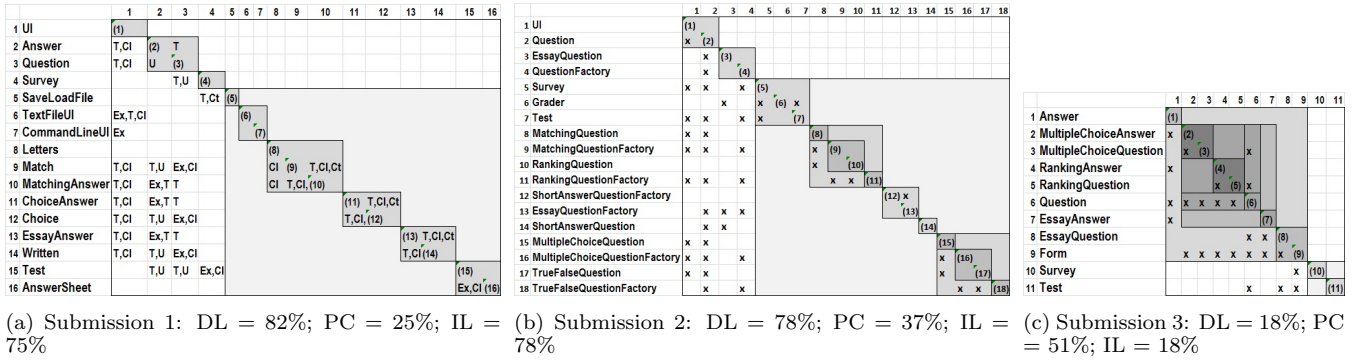 1 2 3 4 5 6 7 8 9 10 11 12 13 14 15 16
1 UI (1)
2 Answer T,CI (2) T
3 Question T,CI U (3)
4 Survey T,U (4)
5 SaveLoadFile T,Ct (5)
6 TextFileUI Ex,T,CI (6)
7 CommandLineUI Ex (7)
8 Letters (8)
9 Match T,CI T,U Ex,CI CI (9) T,CI,Ct
10 MatchingAnswer T,CI Ex,T T CI T,CI, (10)
11 ChoiceAnswer T,CI Ex,T T (11) T,CI,Ct
12 Choice T,CI T,U Ex,CI T,CI, (12)
13 EssayAnswer T,CI Ex,T T (13) T,CI,Ct
14 Written T,CI T,U Ex,CI T,CI (14)
15 Test T,U T,U Ex,CI (15)
16 AnswerSheet Ex,CI (16)
(a) Submission 1: DL = 82%; PC = 25%; IL =
75%
1 2 3 4 5 6 7 8 9 10 11 12 13 14 15 16 17 18
1 UI (1)
2 Question x (2)
3 EssayQuestion x (3)
4 QuestionFactory x (4)
5 Survey x x x (5)
6 Grader x x (6) x
7 Test x x x x (7)
8 MatchingQuestion x x (8)
9 MatchingQuestionFactory x x x x (9)
10 RankingQuestion x x (10)
11 RankingQuestionFactory x x x x x (11)
12 ShortAnswerQuestionFactory (12) x
13 EssayQuestionFactory x x x (13)
14 ShortAnswerQuestion x x (14)
15 MultipleChoiceQuestion x x (15)
16 MultipleChoiceQuestionFactory x x x x (16)
17 TrueFalseQuestion x x x (17)
18 TrueFalseQuestionFactory x x x x x (18)
(b) Submission 2: DL = 78%; PC = 37%; IL =
78%
1 2 3 4 5 6 7 8 9 10 11
1 Answer (1)
2 MultipleChoiceAnswer x (2)
3 MultipleChoiceQuestion x (3) x
4 RankingAnswer x (4)
5 RankingQuestion x (5) x
6 Question x x x x x (6)
7 EssayAnswer x (7)
8 EssayQuestion x x (8)
9 Form x x x x x x x (9)
10 Survey x (10)
11 Test x x x x (11)
(c) Submission 3: DL = 18%; PC
= 51%; IL = 18%